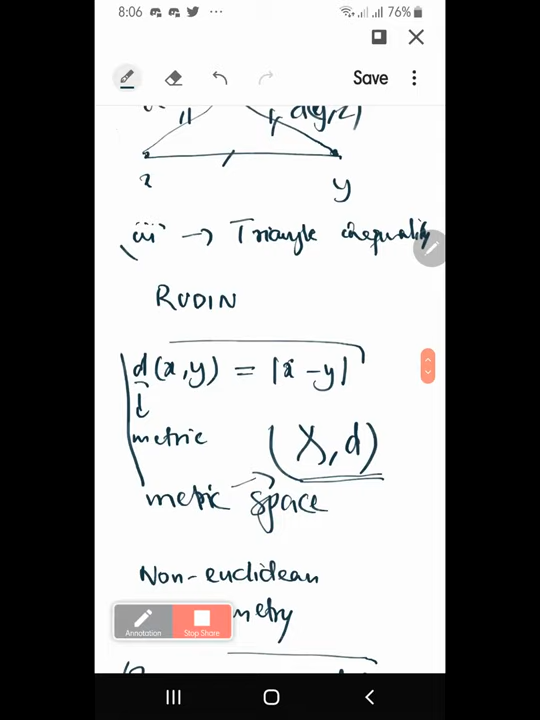 8:06 76%
Save
d(y,z)
x y
(iii → Triangle inequality
RUDIN
d(x,y) = |x-y|
metric (X,d)
metric → space
Non-euclidean
metry
Annotation Stop Share